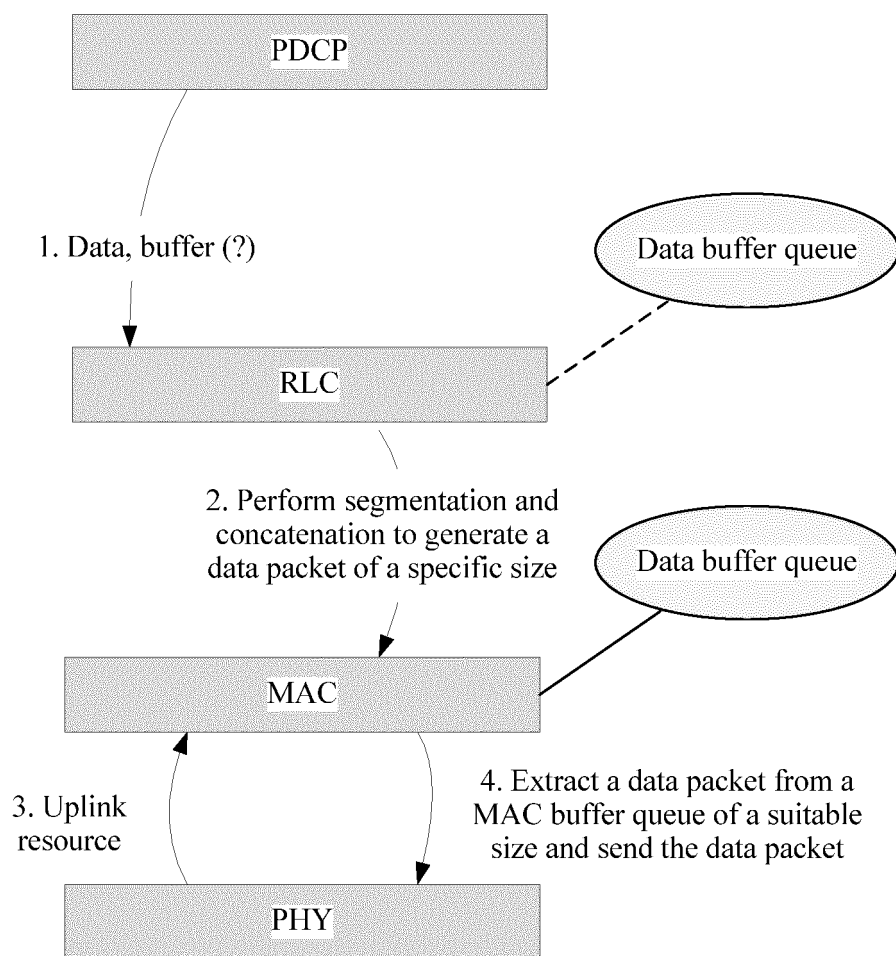 PDCP
1. Data, buffer (?)
Data buffer queue
RLC
2. Perform segmentation and
concatenation to generate a
data packet of a specific size
Data buffer queue
MAC
3. Uplink
resource
4. Extract a data packet from a
MAC buffer queue of a suitable
size and send the data packet
PHY